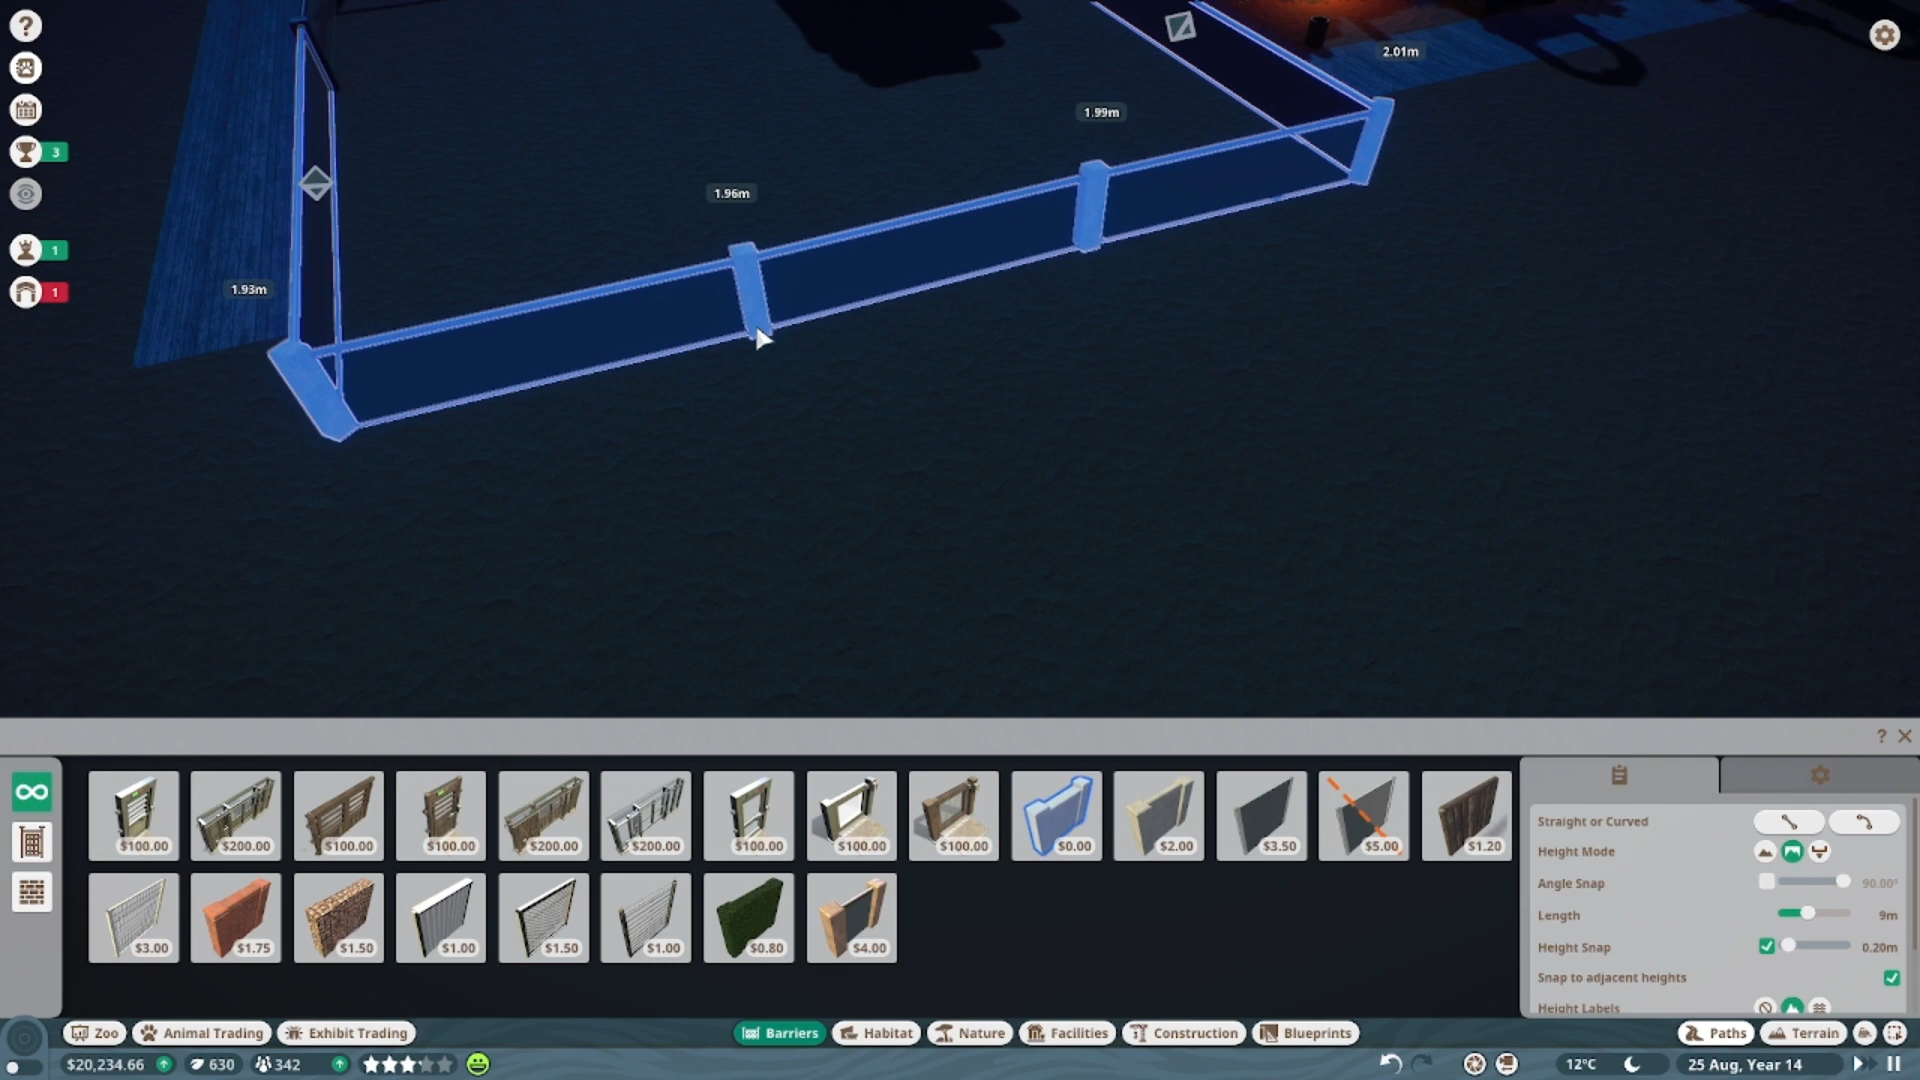 ?
2.01m
1.99m
3
1.96m
1
1.93m
1
?
$100.00 $200.00 $100.00 $100.00 $200.00 $200.00 $100.00 $100.00 $100.00 $0.00 $2.00 $3.50 $5.00 $1.20
$3.00 $1.75 $1.50 $1.00 $1.50 $1.00 $0.80 $4.00
Straight or Curved
Height Mode
Angle Snap 90.00°
Length 9m
Height Snap 0.20m
Snap to adjacent heights
Height Labels
Zoo Animal Trading Exhibit Trading Barriers Habitat Nature Facilities Construction Blueprints Paths Terrain
$20,234.66 630 342 12°C 25 Aug, Year 14